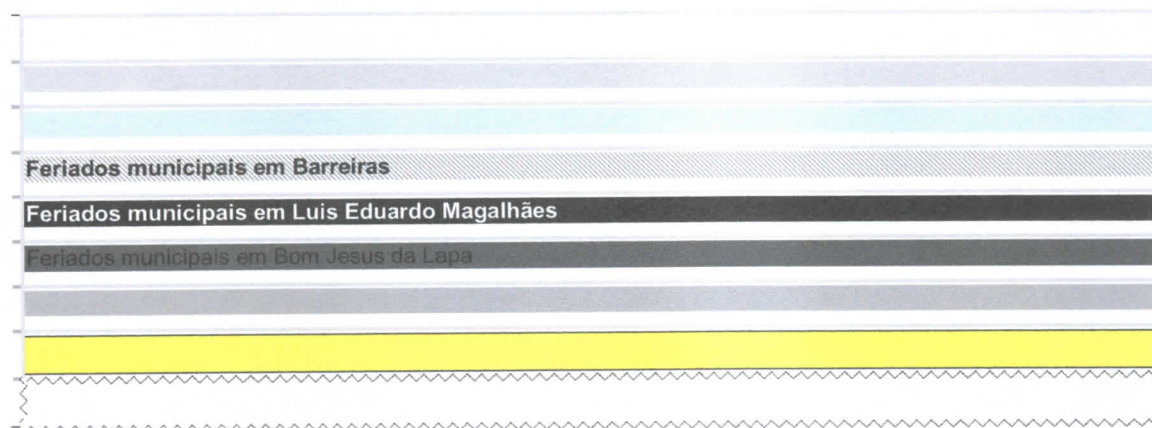 Feriados municipais em Barreiras
Feriados municipais em Luis Eduardo Magalhães
Feriados municipais em Bom Jesus da Lapa